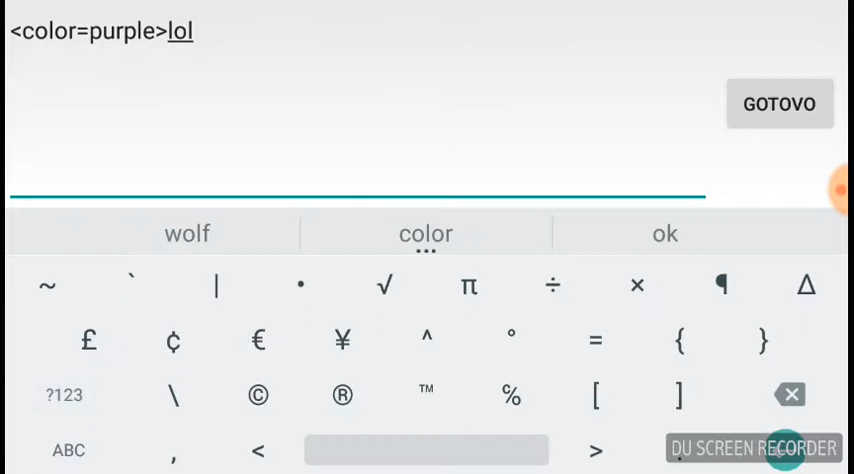 <color=purple>lol
GOTOVO
wolf color ok
~ ` | • √ π ÷ × ¶ Δ
£ ¢ € ¥ ^ ° = { }
?123 \ © ® ™ ℅ [ ]
ABC , < > .
DU SCREEN RECORDER